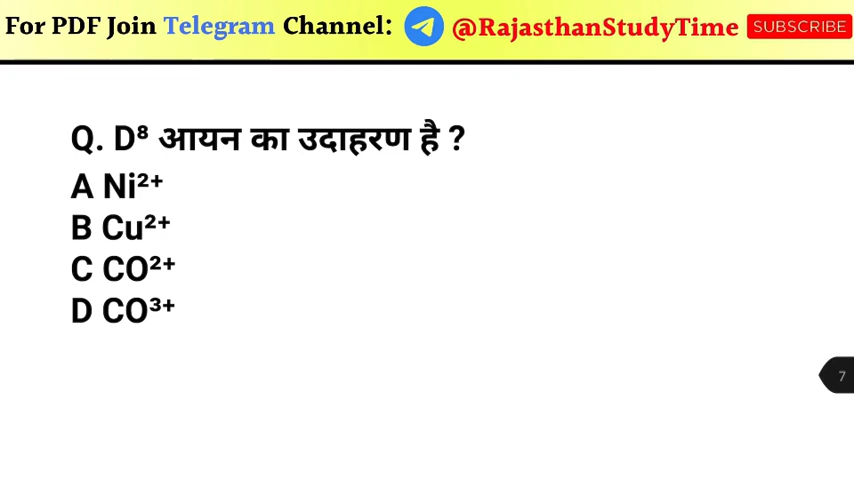 For PDF Join Telegram Channel: @RajasthanStudyTime SUBSCRIBE
Q. D⁸ आयन का उदाहरण है ?
A Ni²⁺
B Cu²⁺
C CO²⁺
D CO³⁺
7